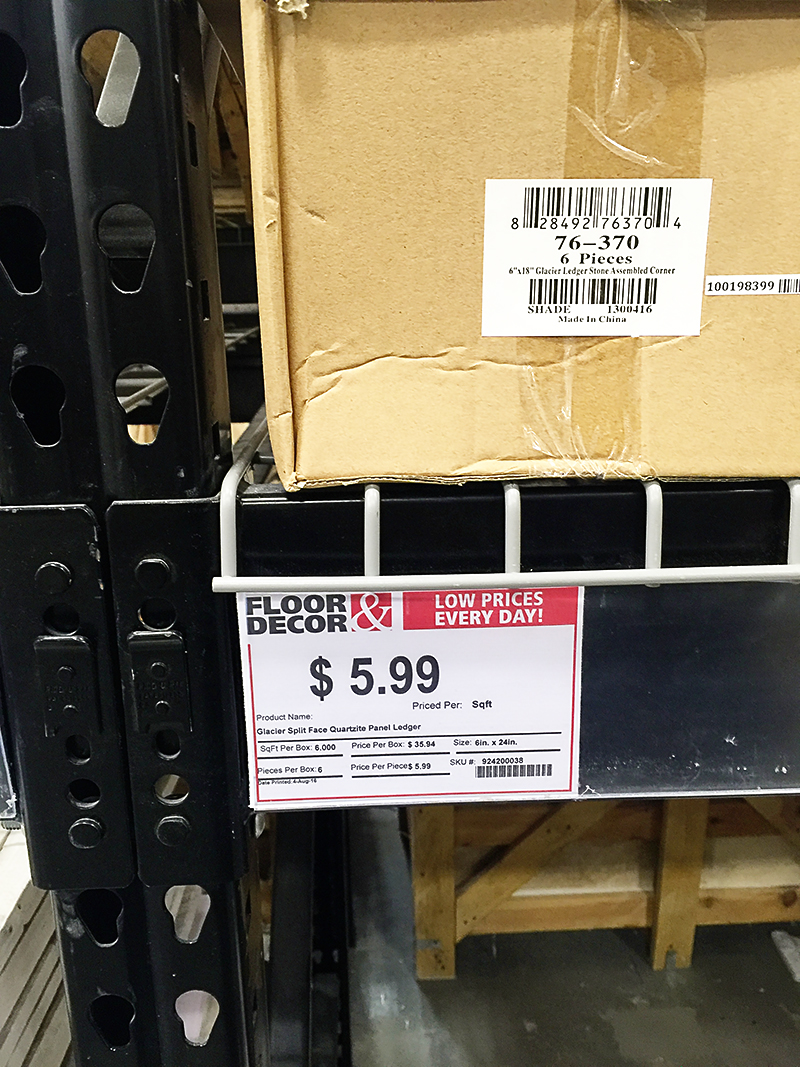 8 28492 76370 4
76-370
6 Pieces
6"x18" Glacier Ledger Stone Assembled Corner
SHADE 1300416
Made In China
100198399
FLOOR & DECOR
LOW PRICES
EVERY DAY!
$ 5.99
Priced Per: Sqft
Product Name:
Glacier Split Face Quartzite Panel Ledger
SqFt Per Box: 6.000 Price Per Box: $ 35.94 Size: 6in. x 24in.
Pieces Per Box: 6 Price Per Piece $ 5.99 SKU #: 924200038
Date Printed: 4-Aug-16